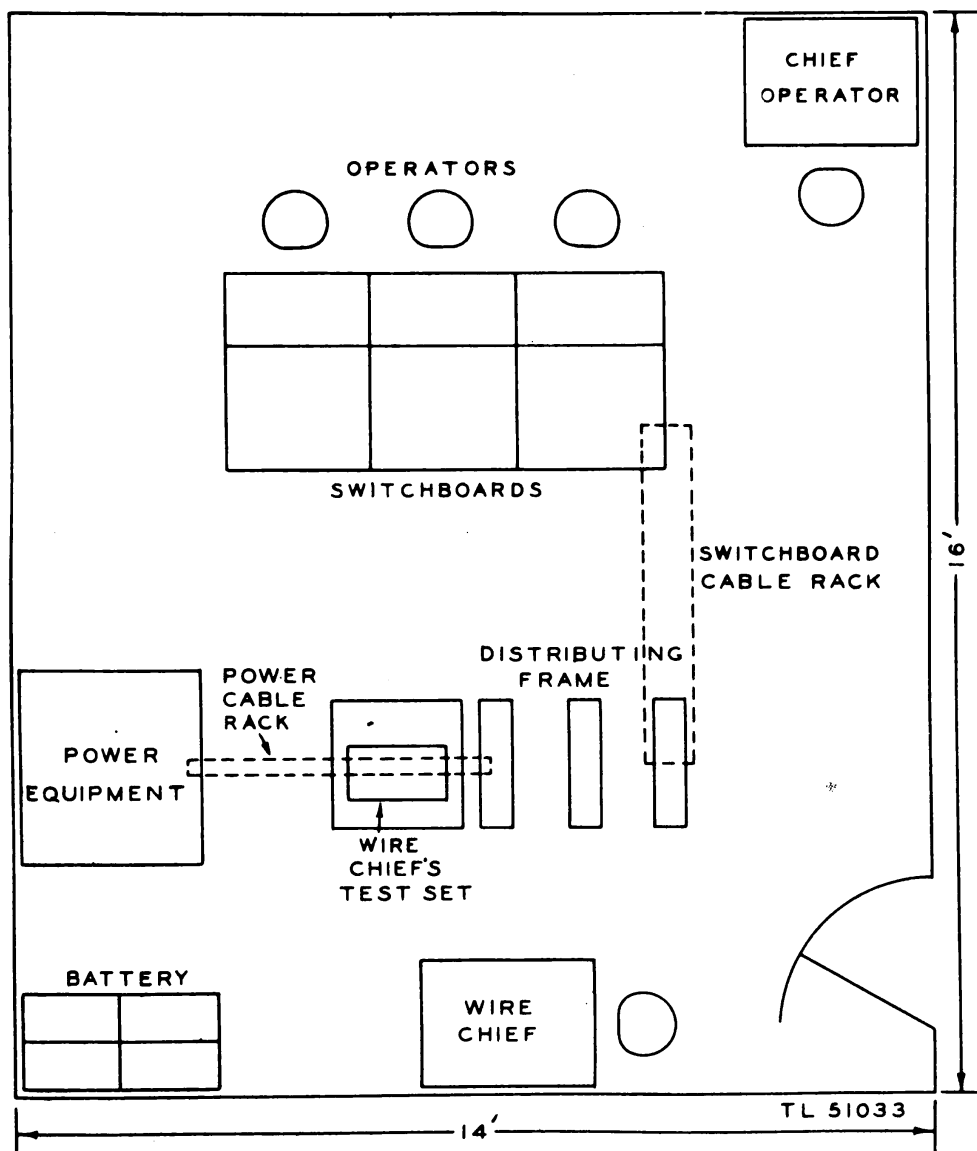 CHIEF
OPERATOR
OPERATORS
SWITCHBOARDS
SWITCHBOARD
CABLE RACK
16'
DISTRIBUTING
FRAME
POWER
CABLE
RACK
POWER
EQUIPMENT
WIRE
CHIEF'S
TEST SET
BATTERY
WIRE
CHIEF
TL 51033
14'